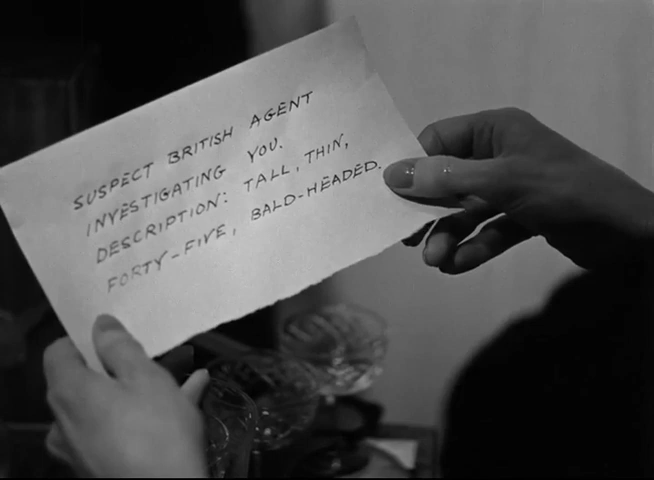 SUSPECT BRITISH AGENT
INVESTIGATING YOU.
DESCRIPTION: TALL, THIN,
FORTY-FIVE, BALD-HEADED.